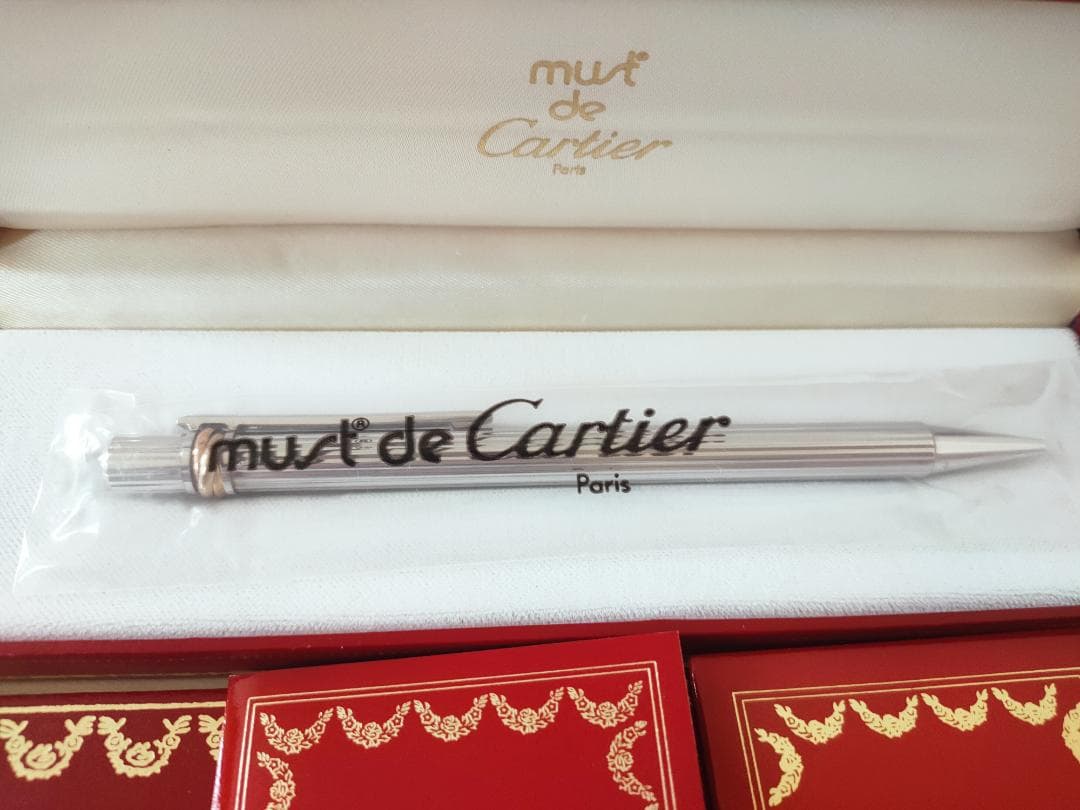 must
de
Cartier
Paris
must® de Cartier
Paris